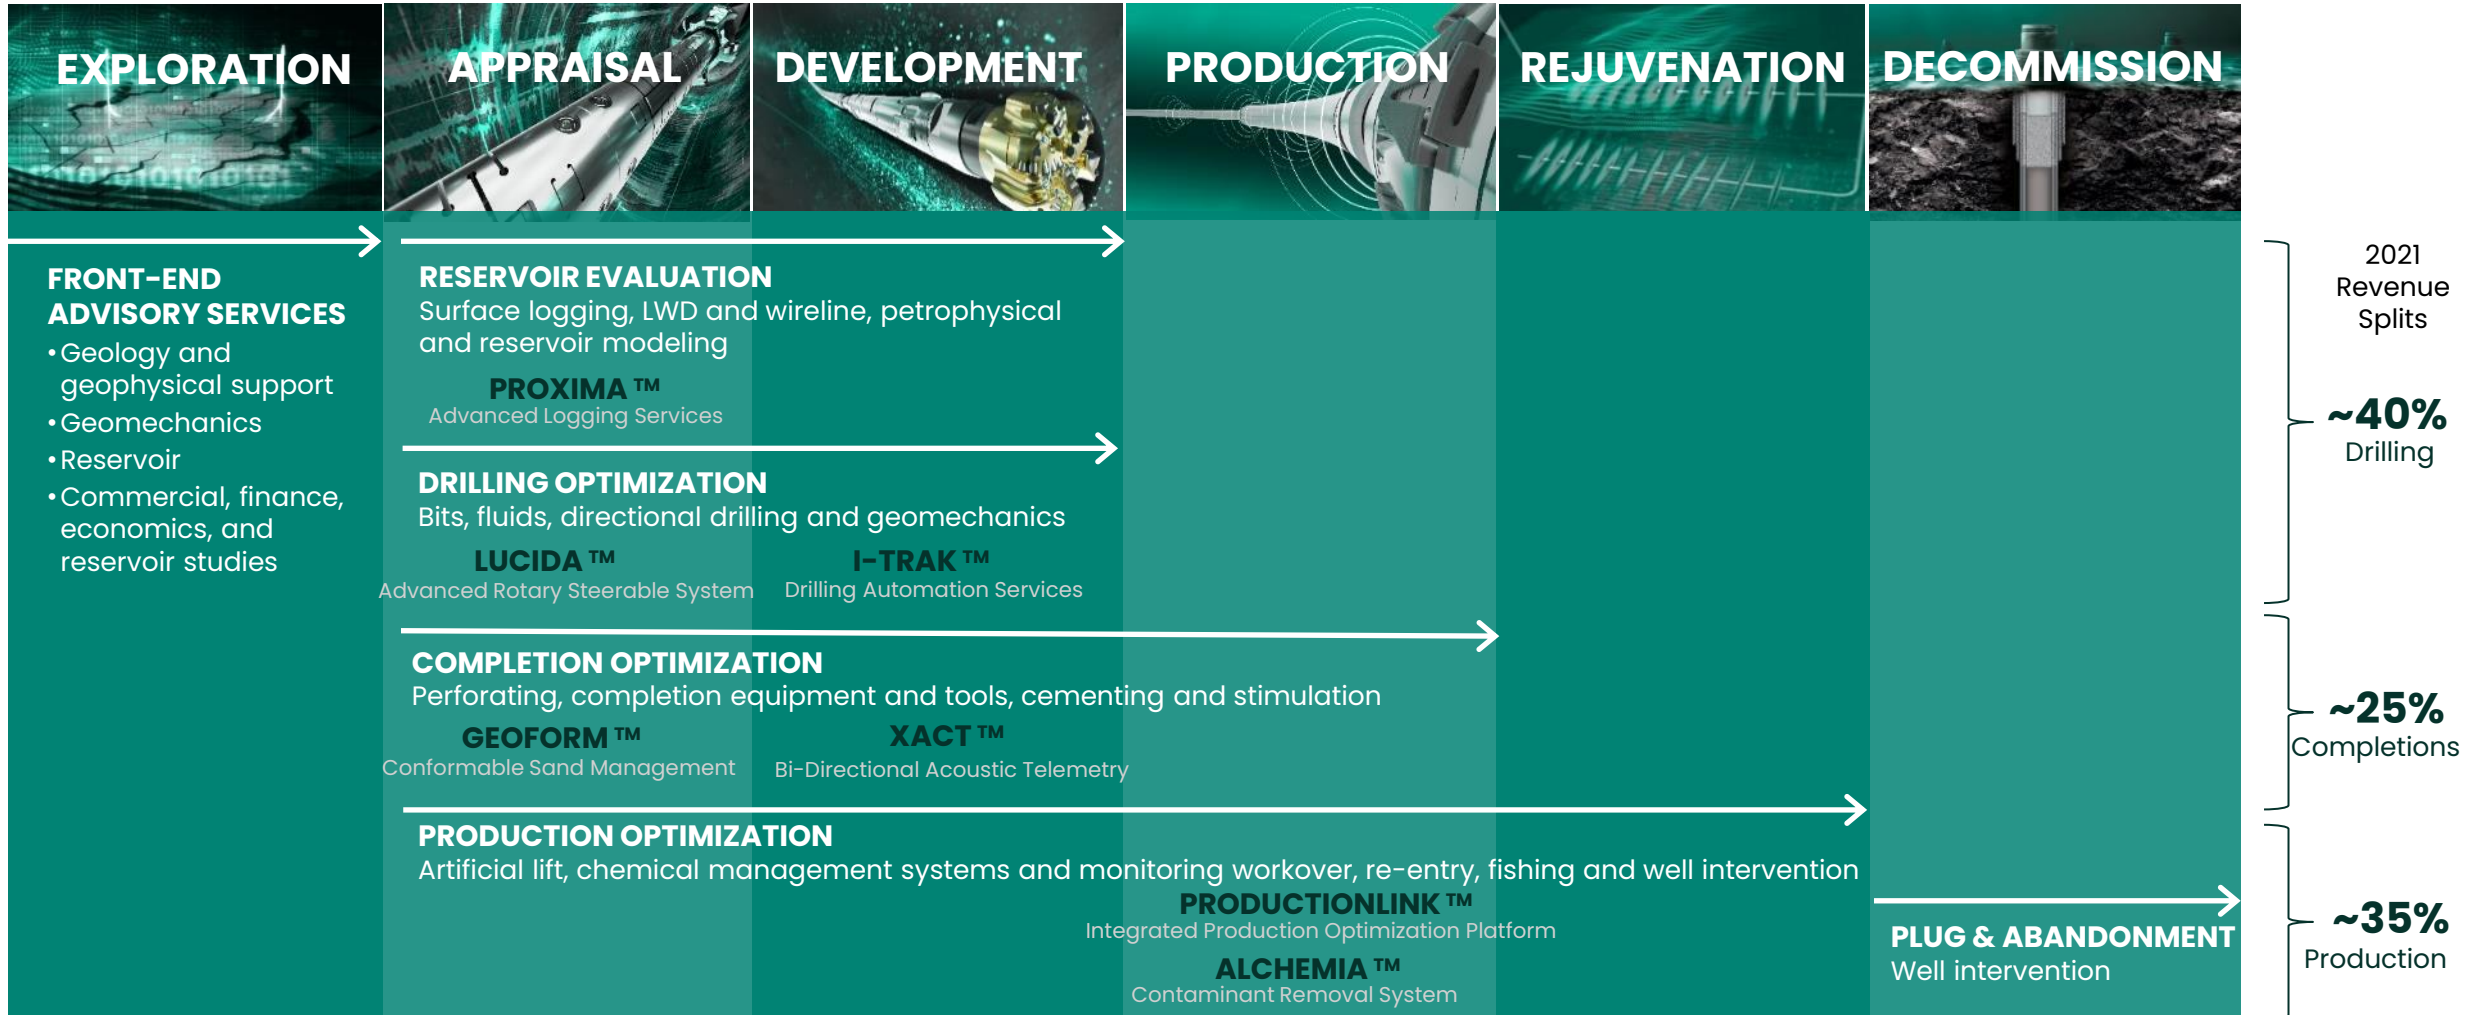 EXPLORATION
APPRAISAL
DEVELOPMENT
PRODUCTION
REJUVENATION
DECOMMISSION
FRONT-END
ADVISORY SERVICES
• Geology and
geophysical support
• Geomechanics
• Reservoir
• Commercial, finance,
economics, and
reservoir studies
RESERVOIR EVALUATION
Surface logging, LWD and wireline, petrophysical
and reservoir modeling
PROXIMA ™
Advanced Logging Services
DRILLING OPTIMIZATION
Bits, fluids, directional drilling and geomechanics
LUCIDA ™
Advanced Rotary Steerable System
I-TRAK ™
Drilling Automation Services
COMPLETION OPTIMIZATION
Perforating, completion equipment and tools, cementing and stimulation
GEOFORM ™
Conformable Sand Management
XACT ™
Bi-Directional Acoustic Telemetry
PRODUCTION OPTIMIZATION
Artificial lift, chemical management systems and monitoring workover, re-entry, fishing and well intervention
PRODUCTIONLINK ™
Integrated Production Optimization Platform
ALCHEMIA ™
Contaminant Removal System
PLUG & ABANDONMENT
Well intervention
2021
Revenue
Splits
~40%
Drilling
~25%
Completions
~35%
Production